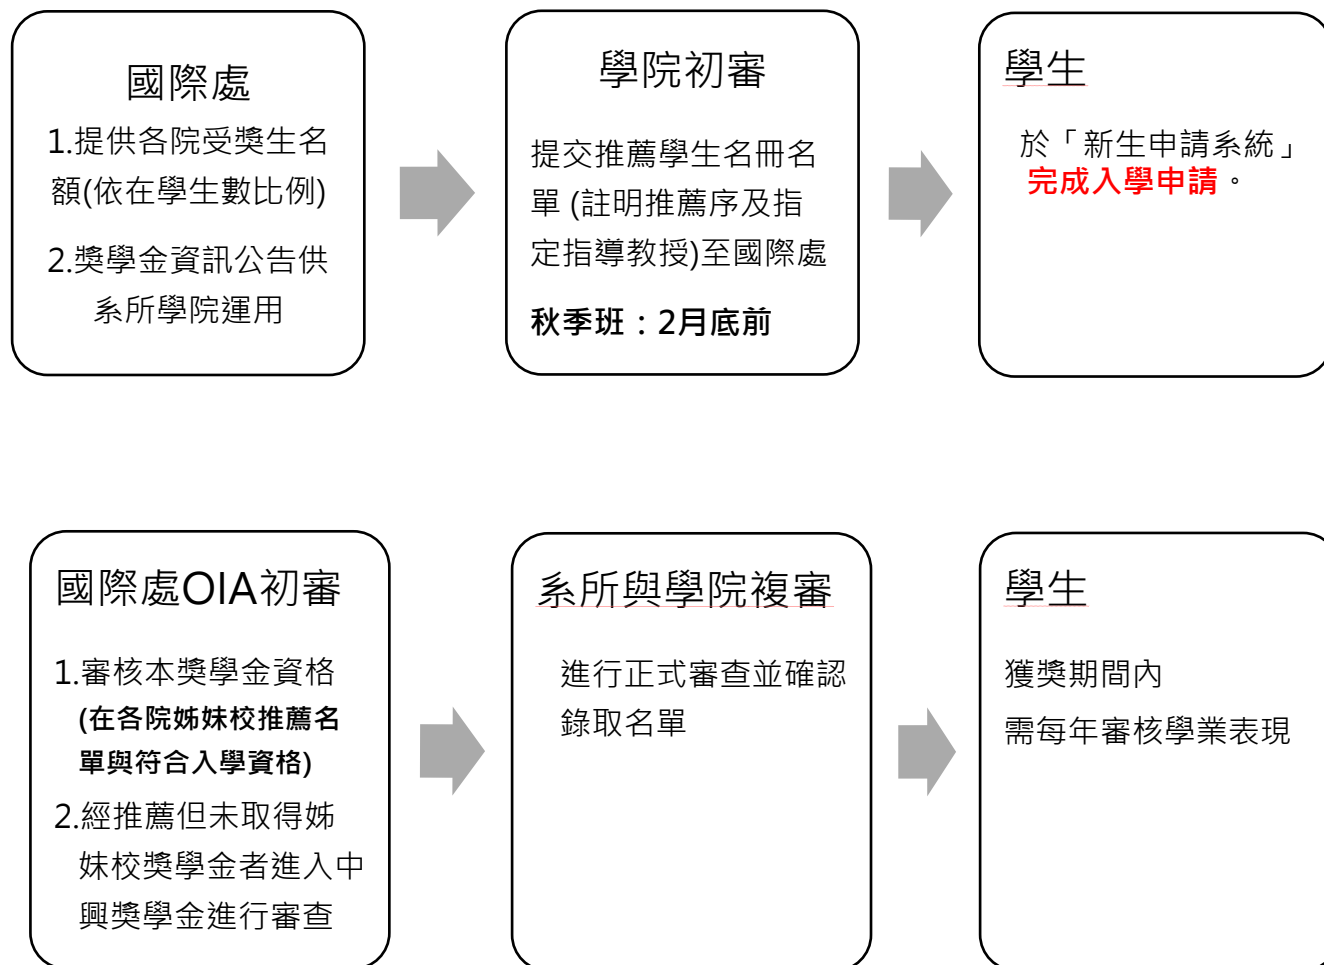 國際處
1.提供各院受獎生名
額(依在學生數比例)
2.獎學金資訊公告供
系所學院運用
學院初審
提交推薦學生名冊名
單 (註明推薦序及指
定指導教授)至國際處
秋季班：2月底前
學生
於「新生申請系統」
完成入學申請。
國際處OIA初審
1.審核本獎學金資格
(在各院姊妹校推薦名
單與符合入學資格)
2.經推薦但未取得姊
妹校獎學金者進入中
興獎學金進行審查
系所與學院複審
進行正式審查並確認
錄取名單
學生
獲獎期間內
需每年審核學業表現